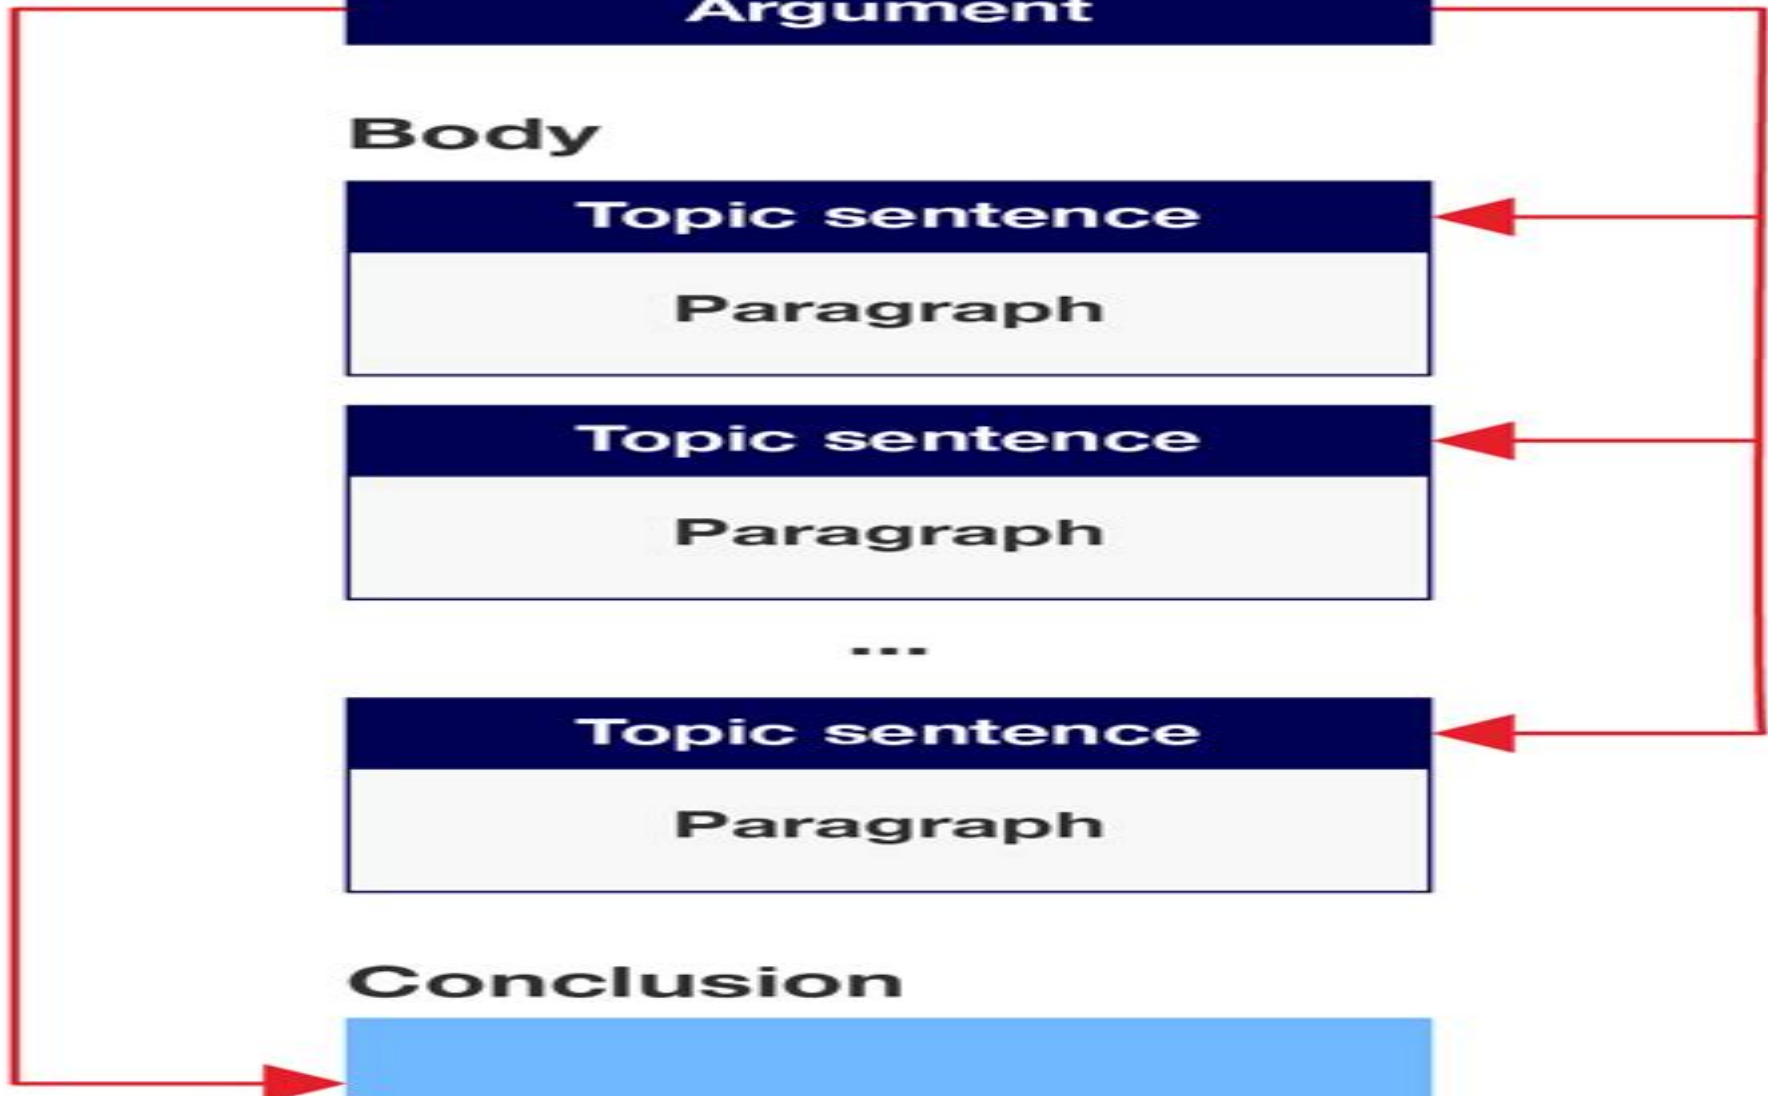 Argument
Body
Topic sentence
Paragraph
Topic sentence
Paragraph
...
Topic sentence
Paragraph
Conclusion